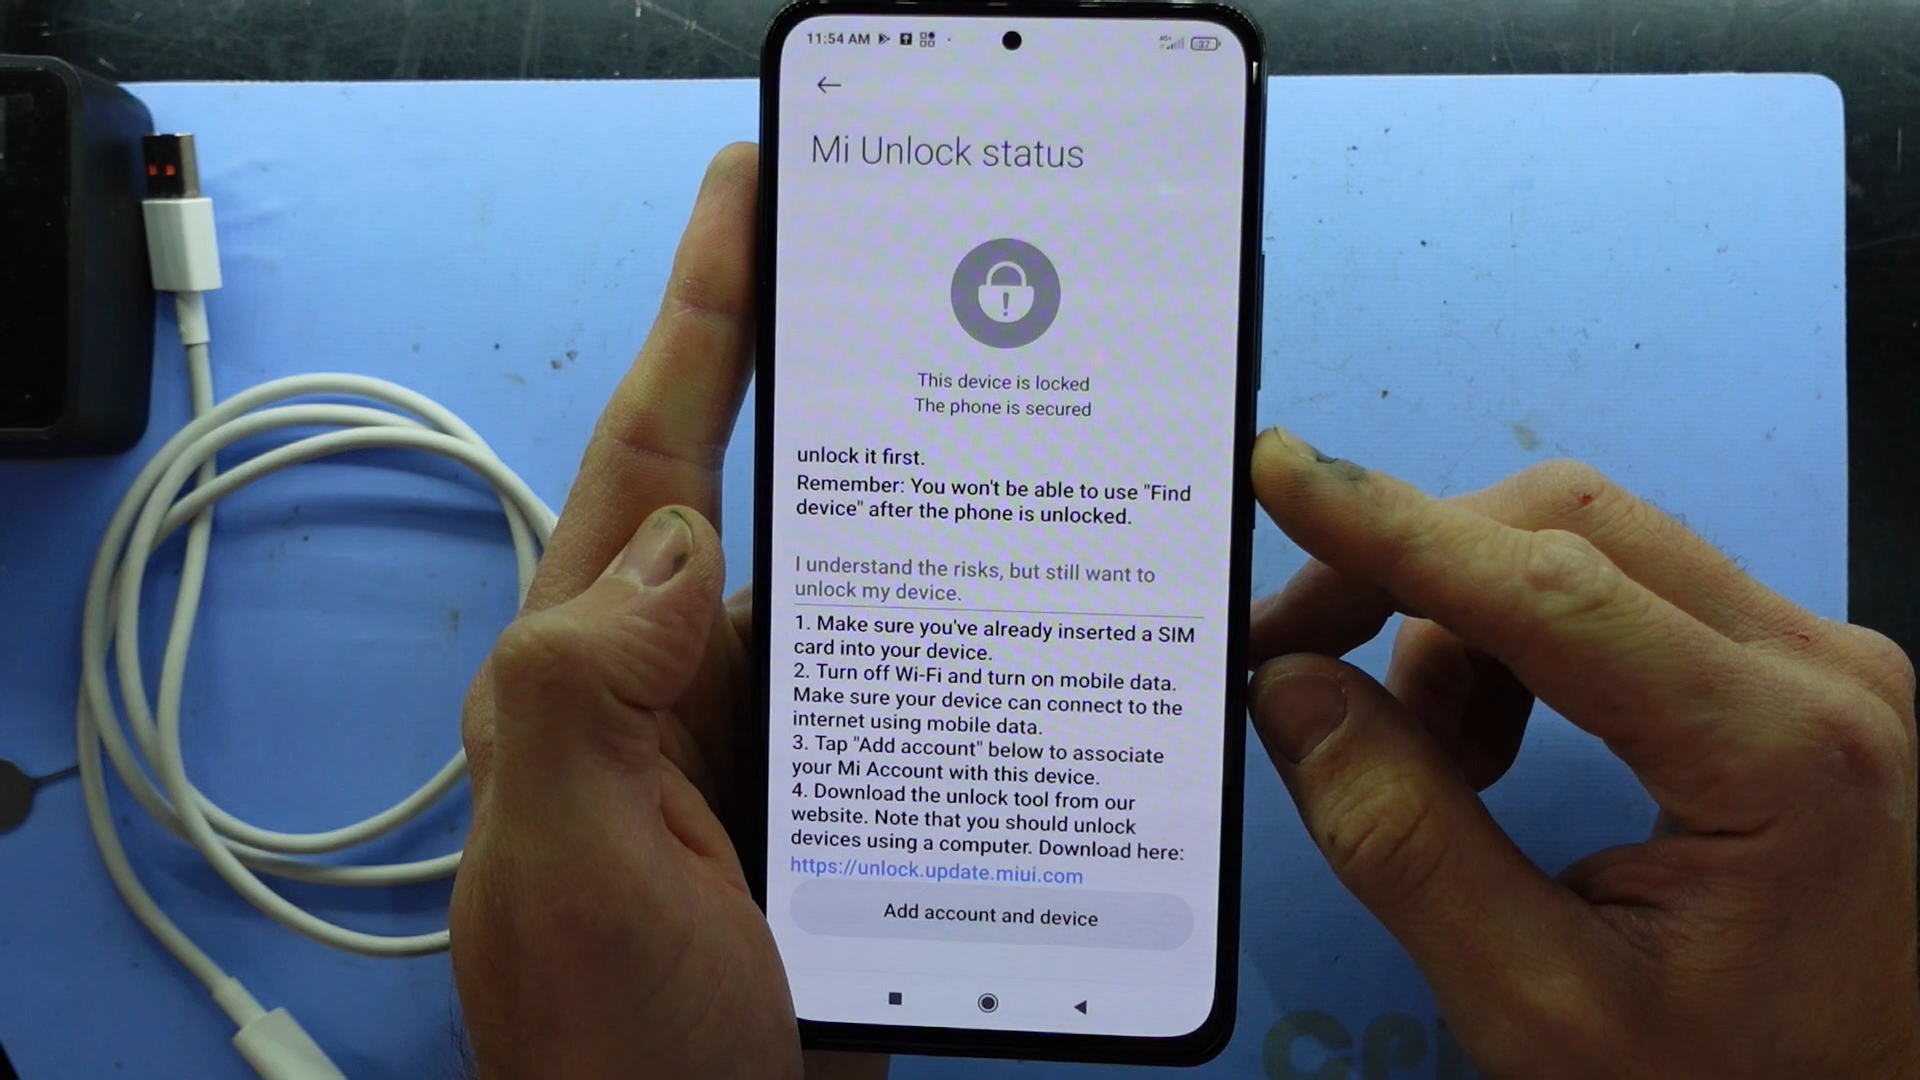 11:54 AM
37
Mi Unlock status
This device is locked
The phone is secured
unlock it first.
Remember: You won't be able to use "Find
device" after the phone is unlocked.
I understand the risks, but still want to
unlock my device.
1. Make sure you've already inserted a SIM
card into your device.
2. Turn off Wi-Fi and turn on mobile data.
Make sure your device can connect to the
internet using mobile data.
3. Tap "Add account" below to associate
your Mi Account with this device.
4. Download the unlock tool from our
website. Note that you should unlock
devices using a computer. Download here:
https://unlock.update.miui.com
Add account and device